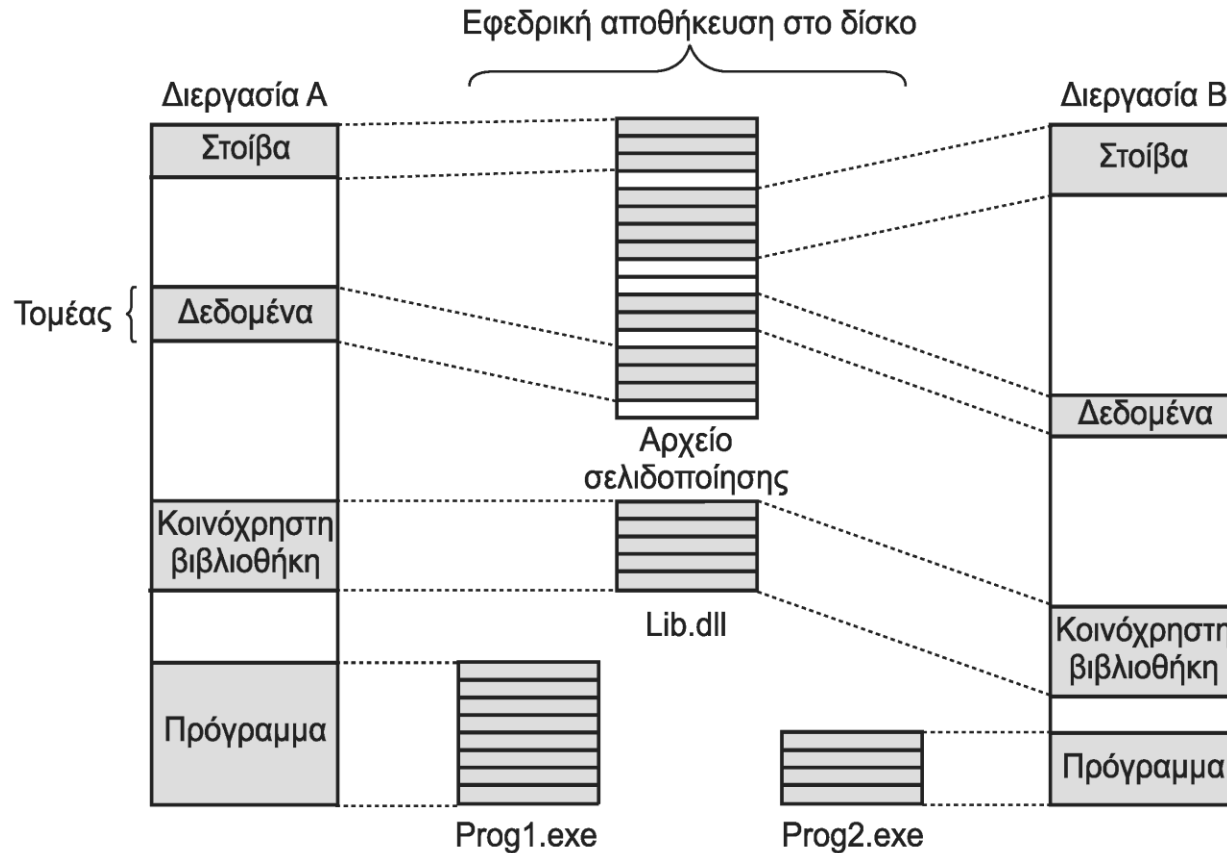 Εφεδρική αποθήκευση στο δίσκο
Διεργασία A
Διεργασία B
Στοίβα
Στοίβα
Τομέας
Δεδομένα
Δεδομένα
Αρχείο
σελιδοποίησης
Κοινόχρηστη
βιβλιοθήκη
Lib.dll
Κοινόχρηστη
βιβλιοθήκη
Πρόγραμμα
Πρόγραμμα
Prog1.exe
Prog2.exe